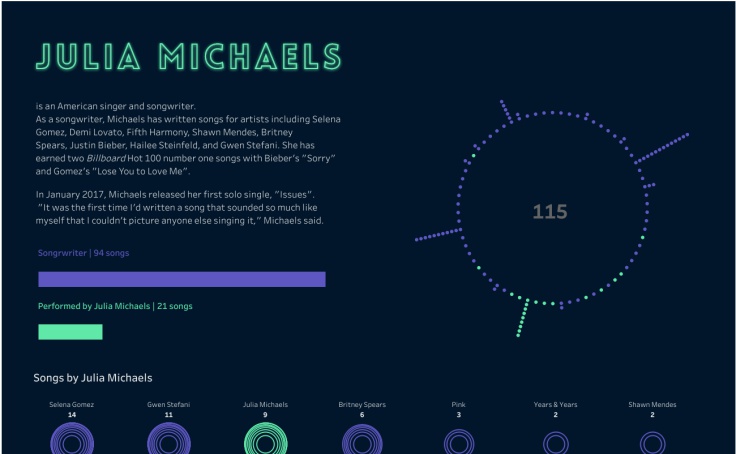 JULIA MICHAELS
is an American singer and songwriter.
As a songwriter, Michaels has written songs for artists including Selena
Gomez, Demi Lovato, Fifth Harmony, Shawn Mendes, Britney
Spears, Justin Bieber, Hailee Steinfeld, and Gwen Stefani. She has
earned two Billboard Hot 100 number one songs with Bieber's "Sorry"
and Gomez's "Lose You to Love Me".
In January 2017, Michaels released her first solo single, "Issues".
"It was the first time I'd written a song that sounded so much like
myself that I couldn't picture anyone else singing it," Michaels said.
115
Songrwriter | 94 songs
Performed by Julia Michaels | 21 songs
Songs by Julia Michaels
Selena Gomez Gwen Stefani Julia Michaels Britney Spears Pink Years & Years Shawn Mendes
14 11 9 6 3 2 2